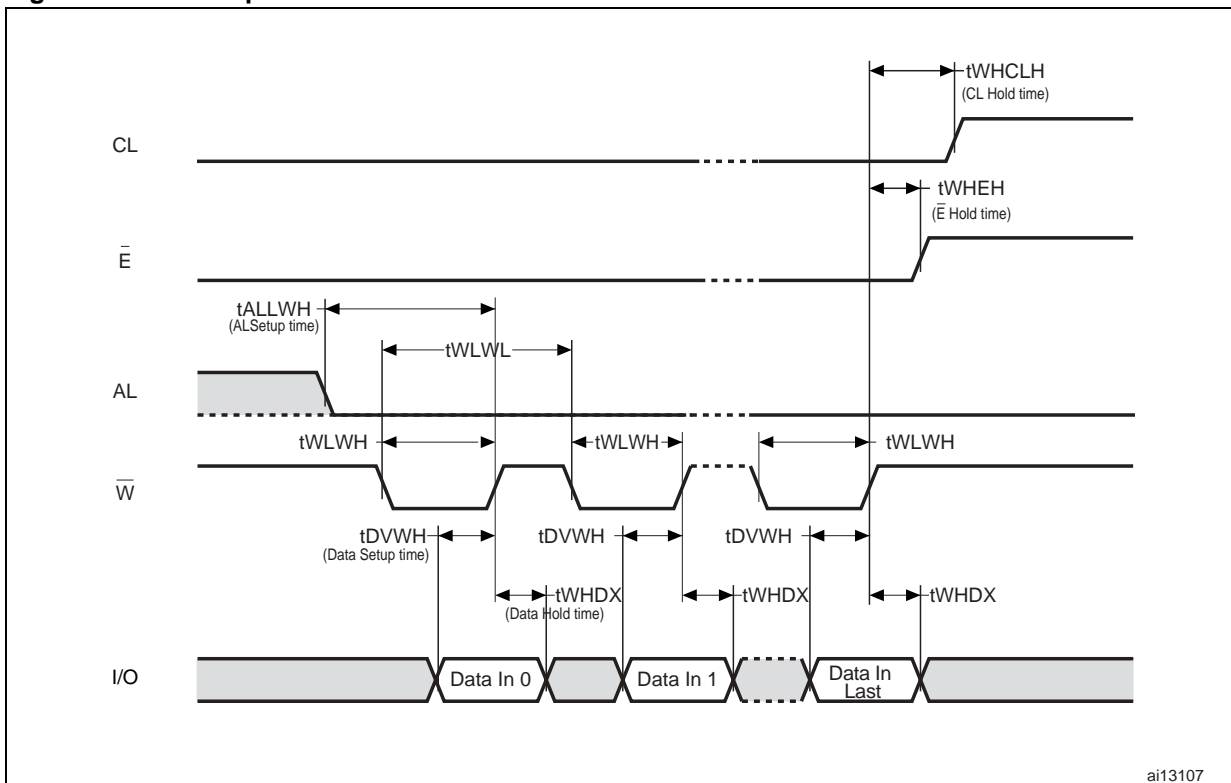 tWHCLH
(CL Hold time)
CL
tWHEH
(E̅ Hold time)
E̅
tALLWH
(ALSetup time)
tWLWL
AL
tWLWH
tWLWH
tWLWH
W̅
tDVWH
(Data Setup time)
tDVWH
tDVWH
tWHDX
(Data Hold time)
tWHDX
tWHDX
I/O
Data In 0
Data In 1
Data In
Last
ai13107